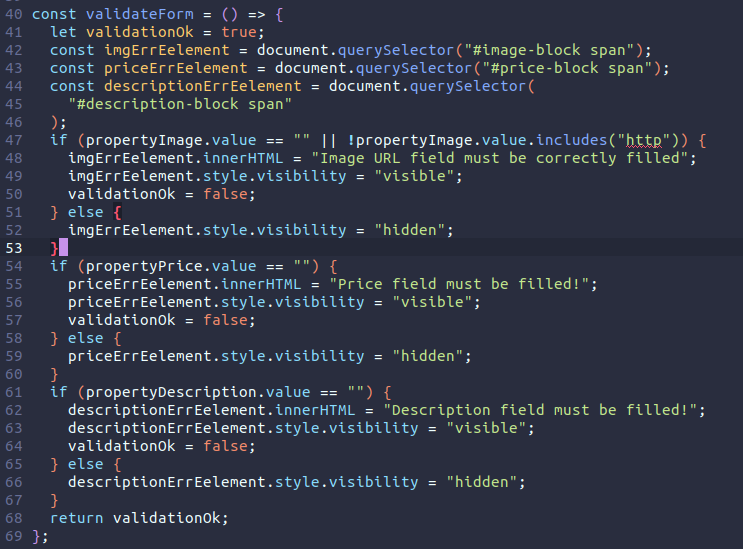 40 const validateForm = () => {
41   let validationOk = true;
42   const imgErrEelement = document.querySelector("#image-block span");
43   const priceErrEelement = document.querySelector("#price-block span");
44   const descriptionErrEelement = document.querySelector(
45     "#description-block span"
46   );
47   if (propertyImage.value == "" || !propertyImage.value.includes("http")) {
48     imgErrEelement.innerHTML = "Image URL field must be correctly filled";
49     imgErrEelement.style.visibility = "visible";
50     validationOk = false;
51   } else {
52     imgErrEelement.style.visibility = "hidden";
53   }
54   if (propertyPrice.value == "") {
55     priceErrEelement.innerHTML = "Price field must be filled!";
56     priceErrEelement.style.visibility = "visible";
57     validationOk = false;
58   } else {
59     priceErrEelement.style.visibility = "hidden";
60   }
61   if (propertyDescription.value == "") {
62     descriptionErrEelement.innerHTML = "Description field must be filled!";
63     descriptionErrEelement.style.visibility = "visible";
64     validationOk = false;
65   } else {
66     descriptionErrEelement.style.visibility = "hidden";
67   }
68   return validationOk;
69 };